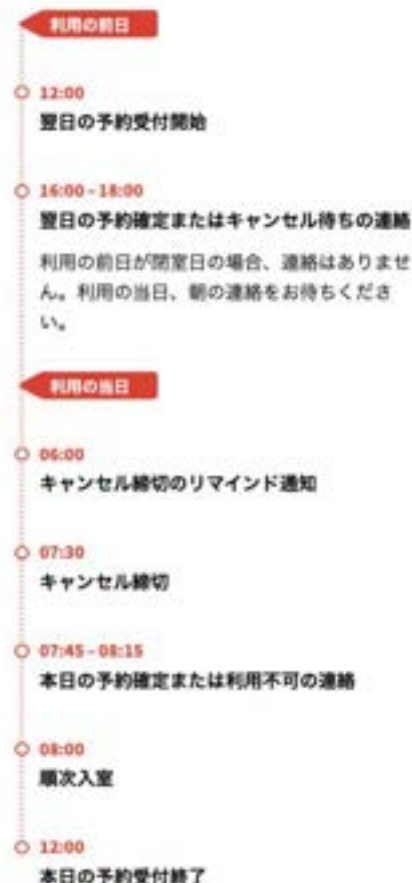 利用の前日
12:00
翌日の予約受付開始
16:00 - 18:00
翌日の予約確定またはキャンセル待ちの連絡
利用の前日が閉室日の場合、連絡はありませ
ん。利用の当日、朝の連絡をお待ちくださ
い。
利用の当日
06:00
キャンセル締切のリマインド通知
07:30
キャンセル締切
07:45 - 08:15
本日の予約確定または利用不可の連絡
08:00
順次入室
12:00
本日の予約受付終了